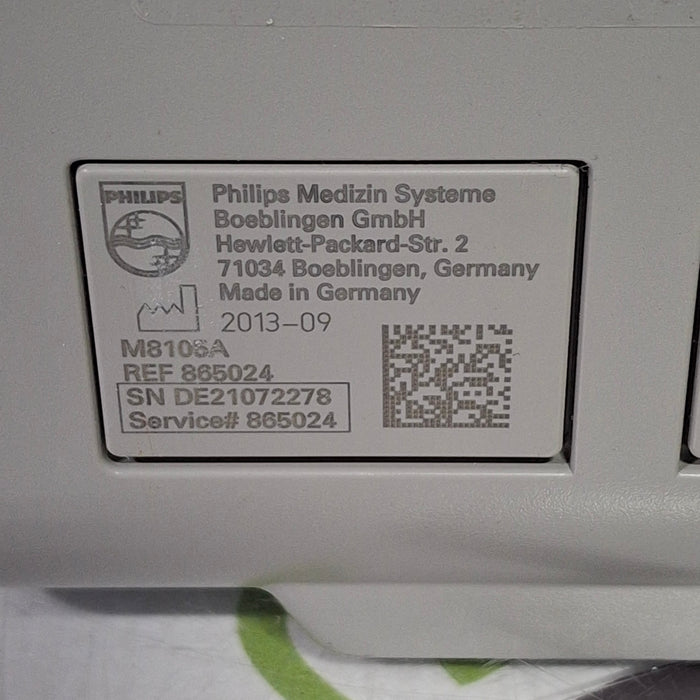 PHILIPS
Philips Medizin Systeme
Boeblingen GmbH
Hewlett-Packard-Str. 2
71034 Boeblingen, Germany
Made in Germany
2013-09
M8105A
REF 865024
SN DE21072278
Service# 865024